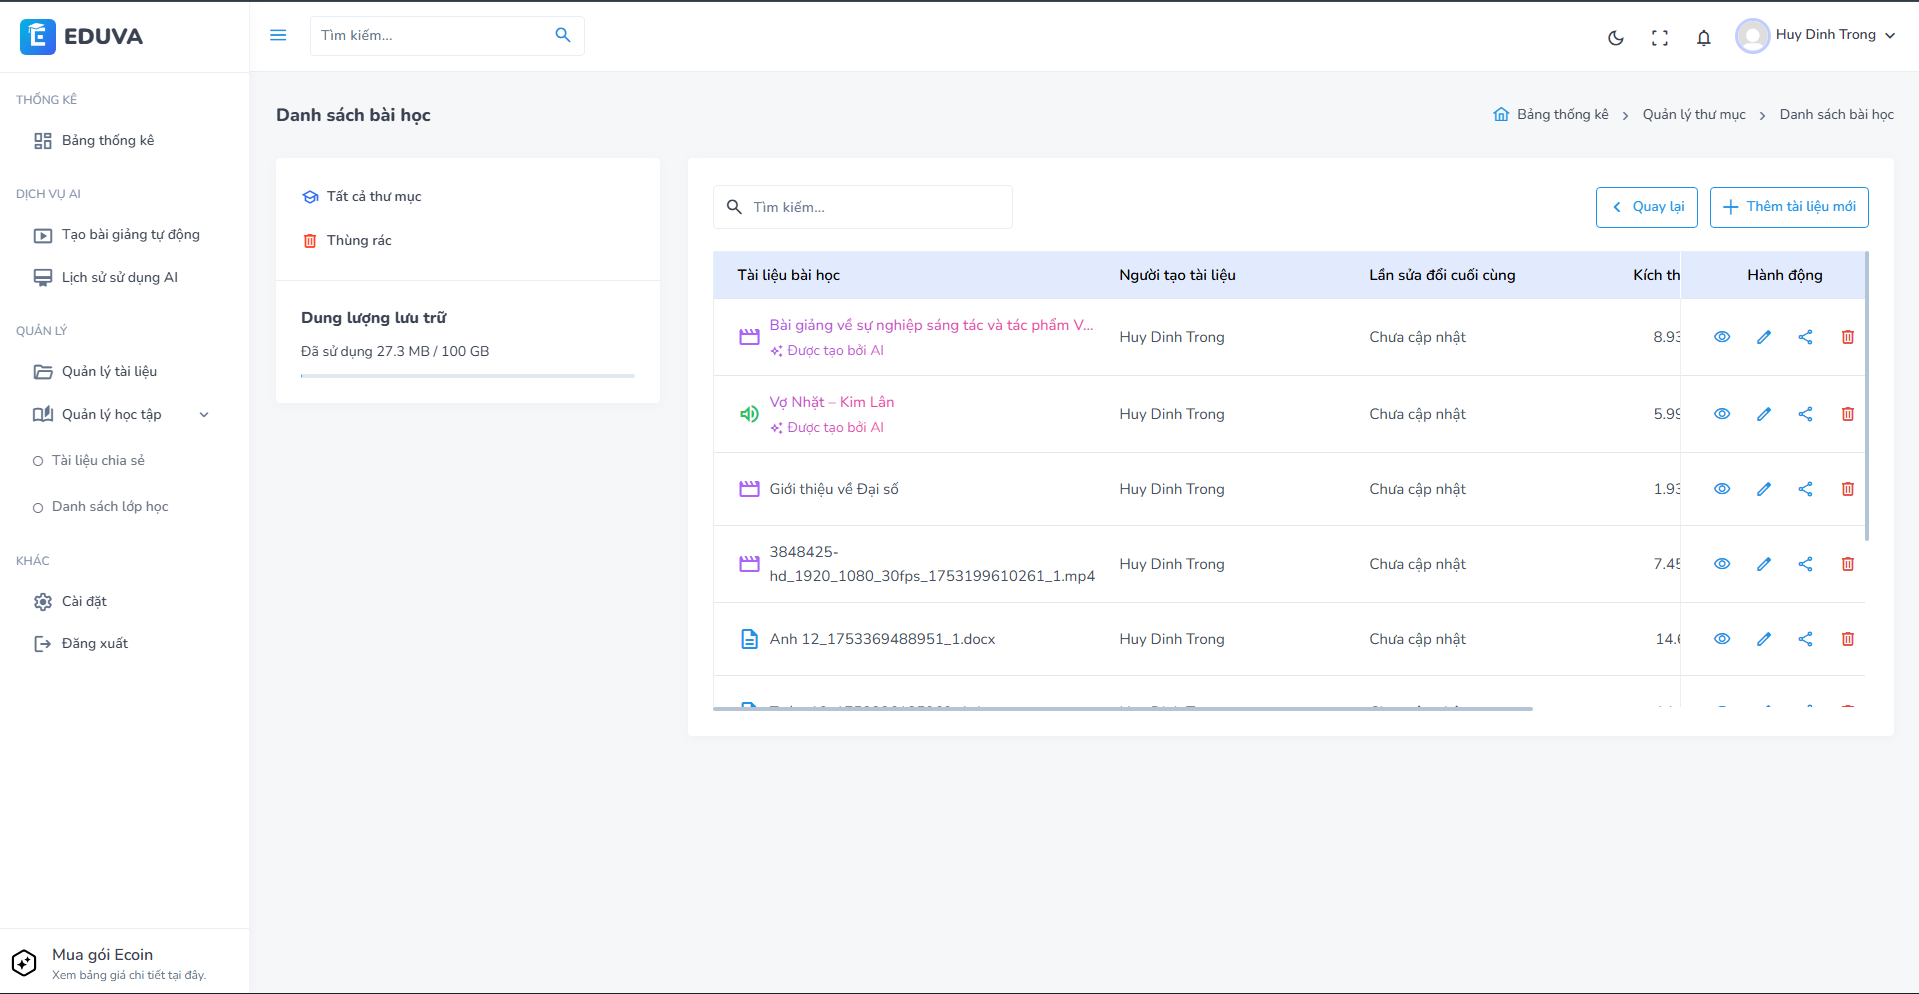 EDUVA
Tìm kiếm...
Huy Dinh Trong
THỐNG KÊ
Bảng thống kê
DỊCH VỤ AI
Tạo bài giảng tự động
Lịch sử sử dụng AI
QUẢN LÝ
Quản lý tài liệu
Quản lý học tập
Tài liệu chia sẻ
Danh sách lớp học
KHÁC
Cài đặt
Đăng xuất
Mua gói Ecoin
Xem bảng giá chi tiết tại đây.
Danh sách bài học
Bảng thống kê > Quản lý thư mục > Danh sách bài học
Tất cả thư mục
Thùng rác
Dung lượng lưu trữ
Đã sử dụng 27.3 MB / 100 GB
Tìm kiếm...
Quay lại
Thêm tài liệu mới
Tài liệu bài học Người tạo tài liệu Lần sửa đổi cuối cùng Kích th Hành động
Bài giảng về sự nghiệp sáng tác và tác phẩm V...
Được tạo bởi AI
Huy Dinh Trong Chưa cập nhật 8.93
Vợ Nhặt – Kim Lân
Được tạo bởi AI
Huy Dinh Trong Chưa cập nhật 5.99
Giới thiệu về Đại số Huy Dinh Trong Chưa cập nhật 1.93
3848425-
hd_1920_1080_30fps_1753199610261_1.mp4
Huy Dinh Trong Chưa cập nhật 7.45
Anh 12_1753369488951_1.docx Huy Dinh Trong Chưa cập nhật 14.6